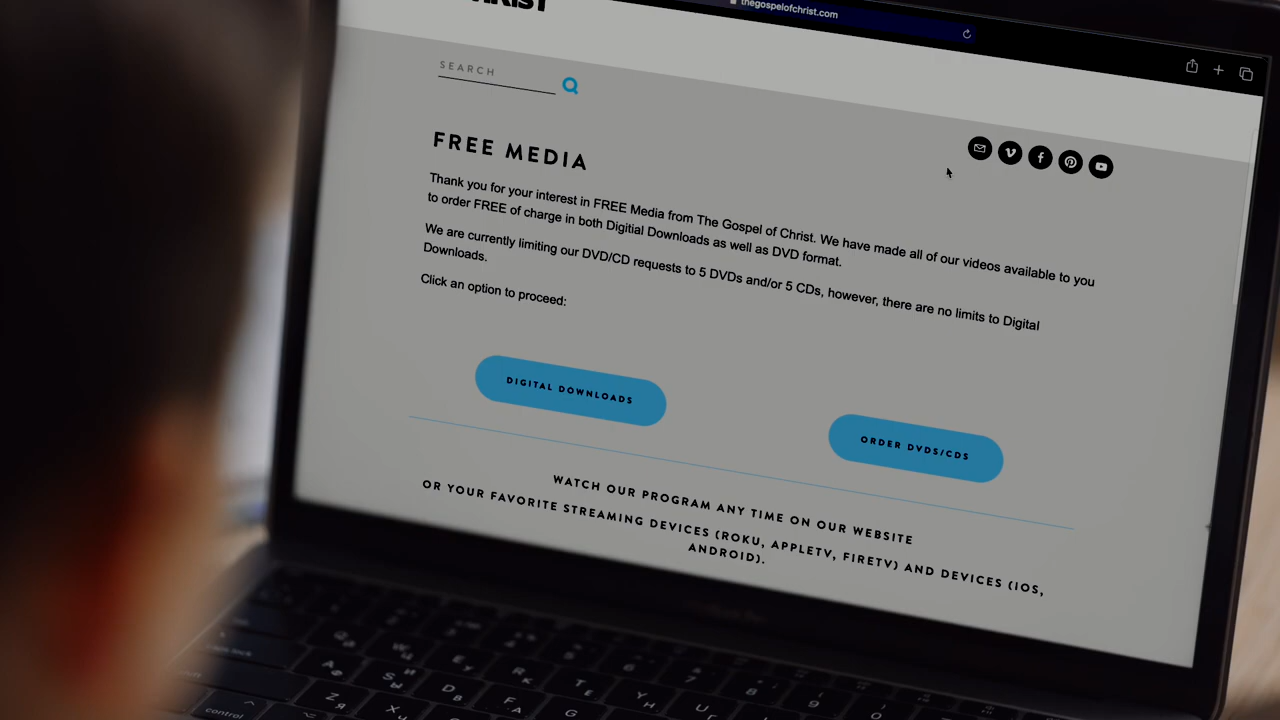 thegospelofchrist.com
SEARCH
FREE MEDIA
Thank you for your interest in FREE Media from The Gospel of Christ. We have made all of our videos available to you
to order FREE of charge in both Digitial Downloads as well as DVD format.
We are currently limiting our DVD/CD requests to 5 DVDs and/or 5 CDs, however, there are no limits to Digital
Downloads.
Click an option to proceed:
DIGITAL DOWNLOADS
ORDER DVDS/CDS
WATCH OUR PROGRAM ANY TIME ON OUR WEBSITE
OR YOUR FAVORITE STREAMING DEVICES (ROKU, APPLETV, FIRETV) AND DEVICES (IOS,
ANDROID).
control